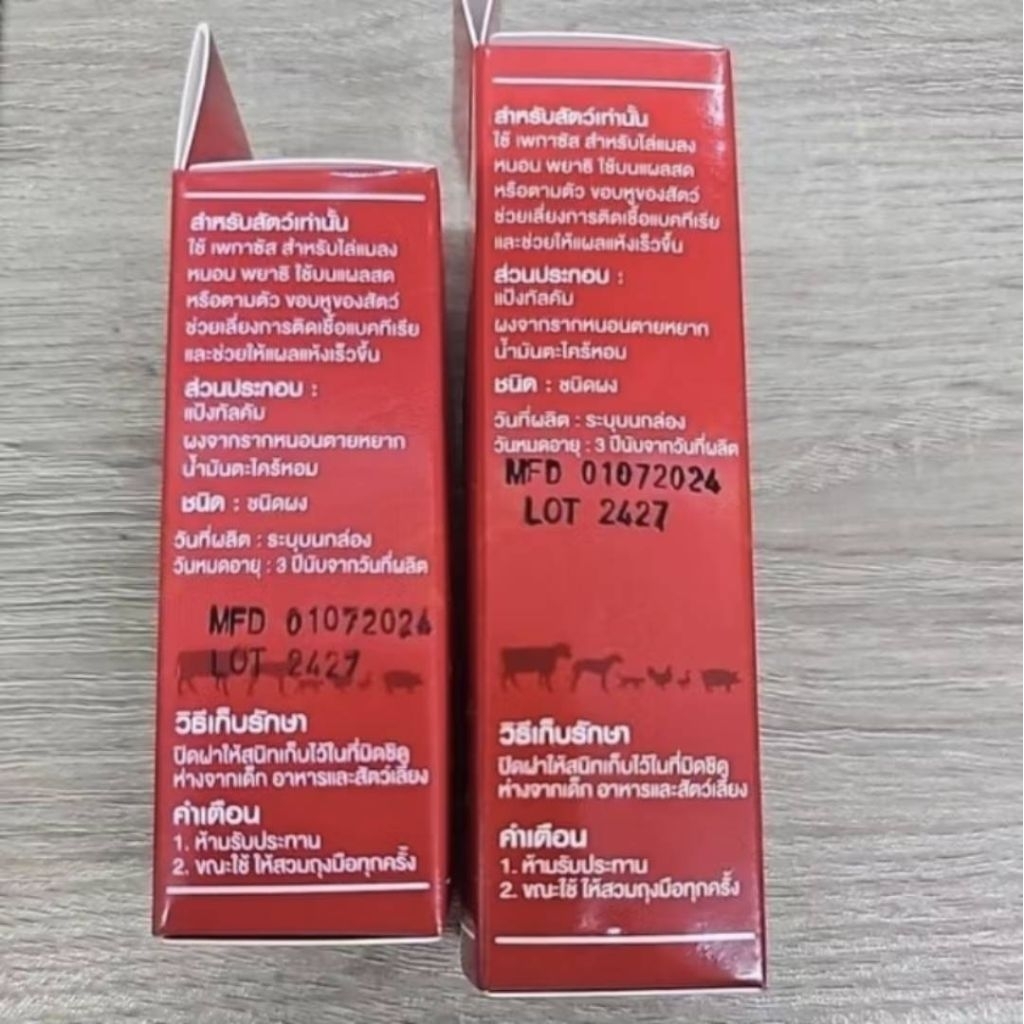 สำหรับสัตว์เท่านั้น
ใช้ เพกาซัส สำหรับไล่แมลง
หนอน พยาธิ ใช้บนแผลสด
หรือตามตัว ขอบหูของสัตว์
ช่วยเลี่ยงการติดเชื้อแบคทีเรีย
และช่วยให้แผลแห้งเร็วขึ้น
ส่วนประกอบ :
แป้งทัลคัม
ผงจากรากหนอนตายหยาก
น้ำมันตะไคร้หอม
ชนิด : ชนิดผง
วันที่ผลิต : ระบุบนกล่อง
วันหมดอายุ : 3 ปีนับจากวันที่ผลิต
MFD 01072024
LOT 2427
วิธีเก็บรักษา
ปิดฝาให้สนิทเก็บไว้ในที่มิดชิด
ห่างจากเด็ก อาหารและสัตว์เลี้ยง
คำเตือน
1. ห้ามรับประทาน
2. ขณะใช้ ให้สวมถุงมือทุกครั้ง
สำหรับสัตว์เท่านั้น
ใช้ เพกาซัส สำหรับไล่แมลง
หนอน พยาธิ ใช้บนแผลสด
หรือตามตัว ขอบหูของสัตว์
ช่วยเลี่ยงการติดเชื้อแบคทีเรีย
และช่วยให้แผลแห้งเร็วขึ้น
ส่วนประกอบ :
แป้งทัลคัม
ผงจากรากหนอนตายหยาก
น้ำมันตะไคร้หอม
ชนิด : ชนิดผง
วันที่ผลิต : ระบุบนกล่อง
วันหมดอายุ : 3 ปีนับจากวันที่ผลิต
MFD 01072024
LOT 2427
วิธีเก็บรักษา
ปิดฝาให้สนิทเก็บไว้ในที่มิดชิด
ห่างจากเด็ก อาหารและสัตว์เลี้ยง
คำเตือน
1. ห้ามรับประทาน
2. ขณะใช้ ให้สวมถุงมือทุกครั้ง